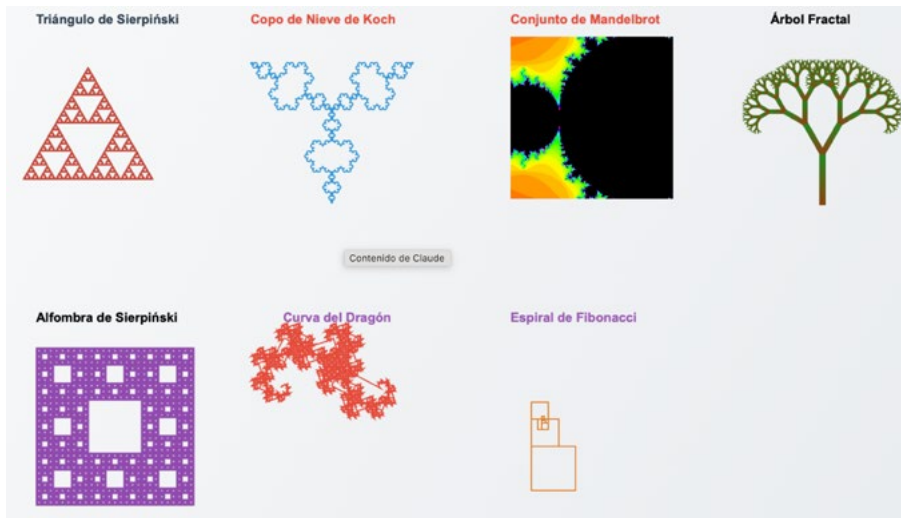 Triángulo de Sierpiński
Copo de Nieve de Koch
Conjunto de Mandelbrot
Árbol Fractal
Contenido de Claude
Alfombra de Sierpiński
Curva del Dragón
Espiral de Fibonacci